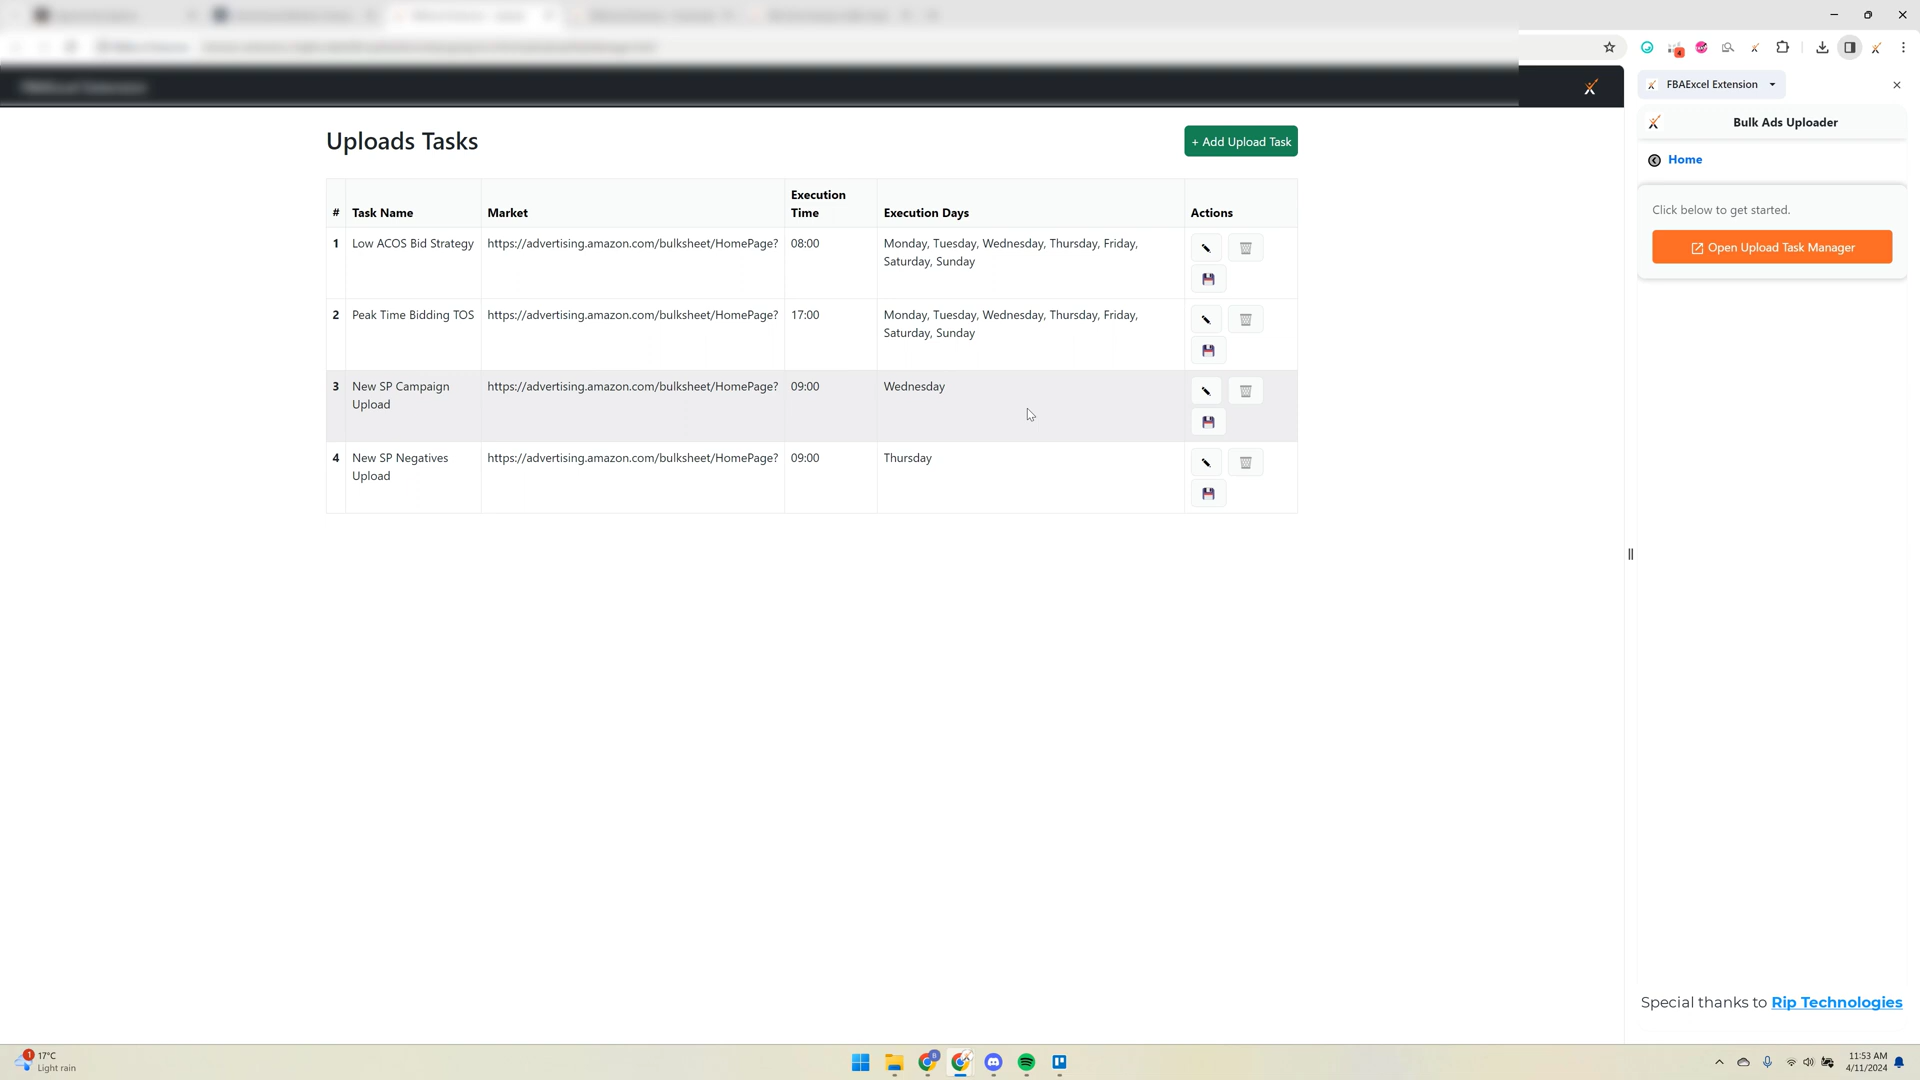 FBAExcel Extension
Bulk Ads Uploader
Home
Click below to get started.
Open Upload Task Manager
Uploads Tasks
+ Add Upload Task
# Task Name Market Execution Time Execution Days Actions
1 Low ACOS Bid Strategy https://advertising.amazon.com/bulksheet/HomePage? 08:00 Monday, Tuesday, Wednesday, Thursday, Friday,
Saturday, Sunday
2 Peak Time Bidding TOS https://advertising.amazon.com/bulksheet/HomePage? 17:00 Monday, Tuesday, Wednesday, Thursday, Friday,
Saturday, Sunday
3 New SP Campaign https://advertising.amazon.com/bulksheet/HomePage? 09:00 Wednesday
Upload
4 New SP Negatives https://advertising.amazon.com/bulksheet/HomePage? 09:00 Thursday
Upload
Special thanks to Rip Technologies
1
4
17°C
Light rain
11:53 AM
4/11/2024